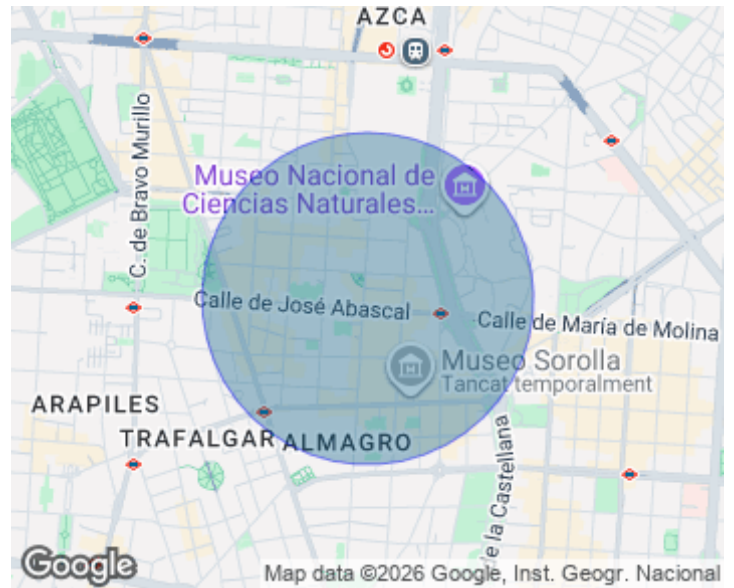 AZCA
C. de Bravo Murillo
Museo Nacional de
Ciencias Naturales...
Calle de José Abascal
Calle de María de Molina
Museo Sorolla
Tancat temporalment
ARAPILES
TRAFALGAR
ALMAGRO
e la Castellana
Google
Map data ©2026 Google, Inst. Geogr. Nacional